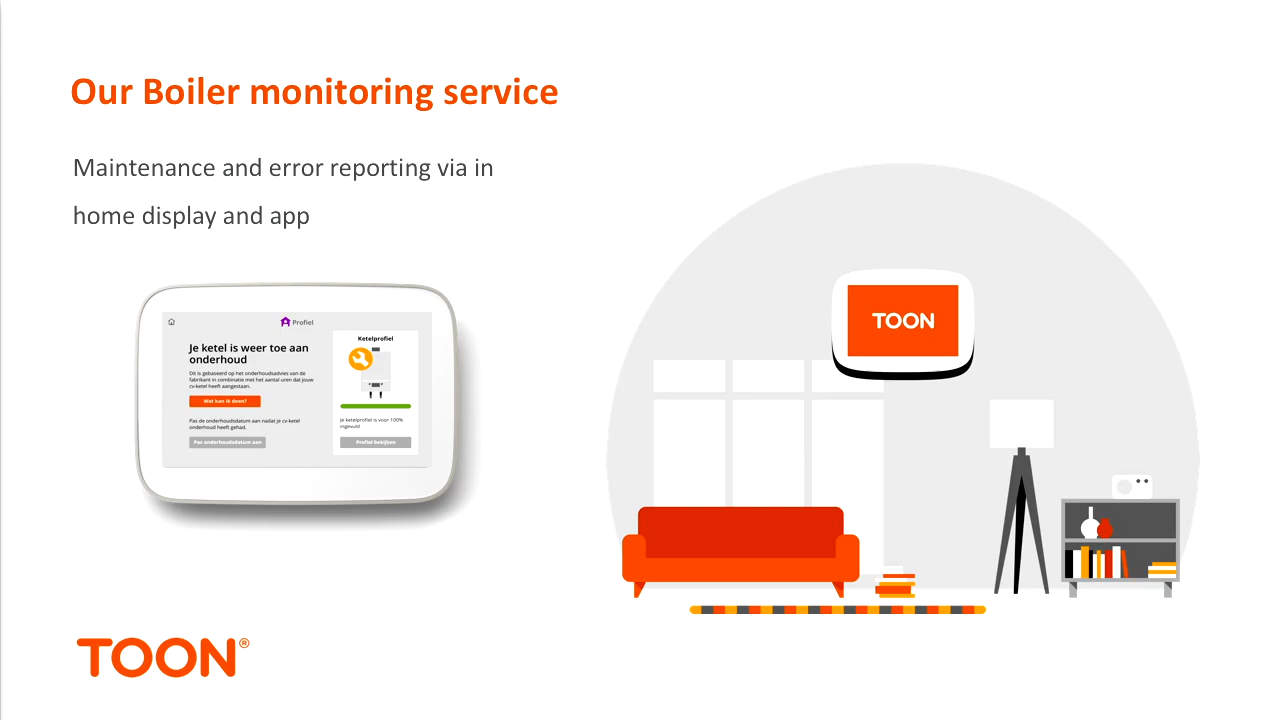 Our Boiler monitoring service
Maintenance and error reporting via in
home display and app
Profiel
Je ketel is weer toe aan
onderhoud
Dit is gebaseerd op het onderhoudsadvies van de
fabrikant in combinatie met het aantal uren dat jouw
cv-ketel heeft aangestaan.
Wat kan ik doen?
Pas de onderhoudsdatum aan nadat je cv-ketel
onderhoud heeft gehad.
Pas onderhoudsdatum aan
Ketelprofiel
Je ketelprofiel is voor 100%
ingevuld
Profiel bekijken
TOON
TOON®